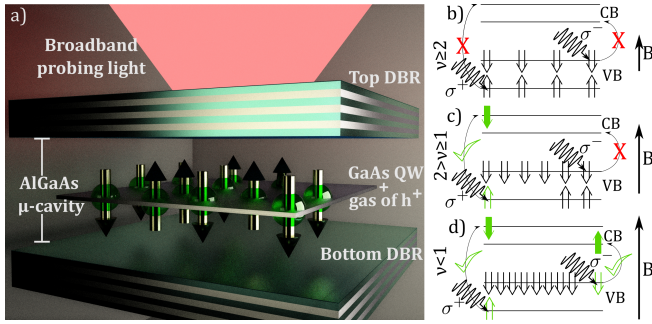 a)
Broadband
probing light
Top DBR
AlGaAs
μ-cavity
GaAs QW
+
gas of h⁺
Bottom DBR
b)
CB
ν≥2
X
σ⁻
X
B
VB
σ⁺
c)
CB
2>ν≥1
σ⁻
X
B
VB
σ⁺
d)
ν<1
CB
σ⁻
B
VB
σ⁺